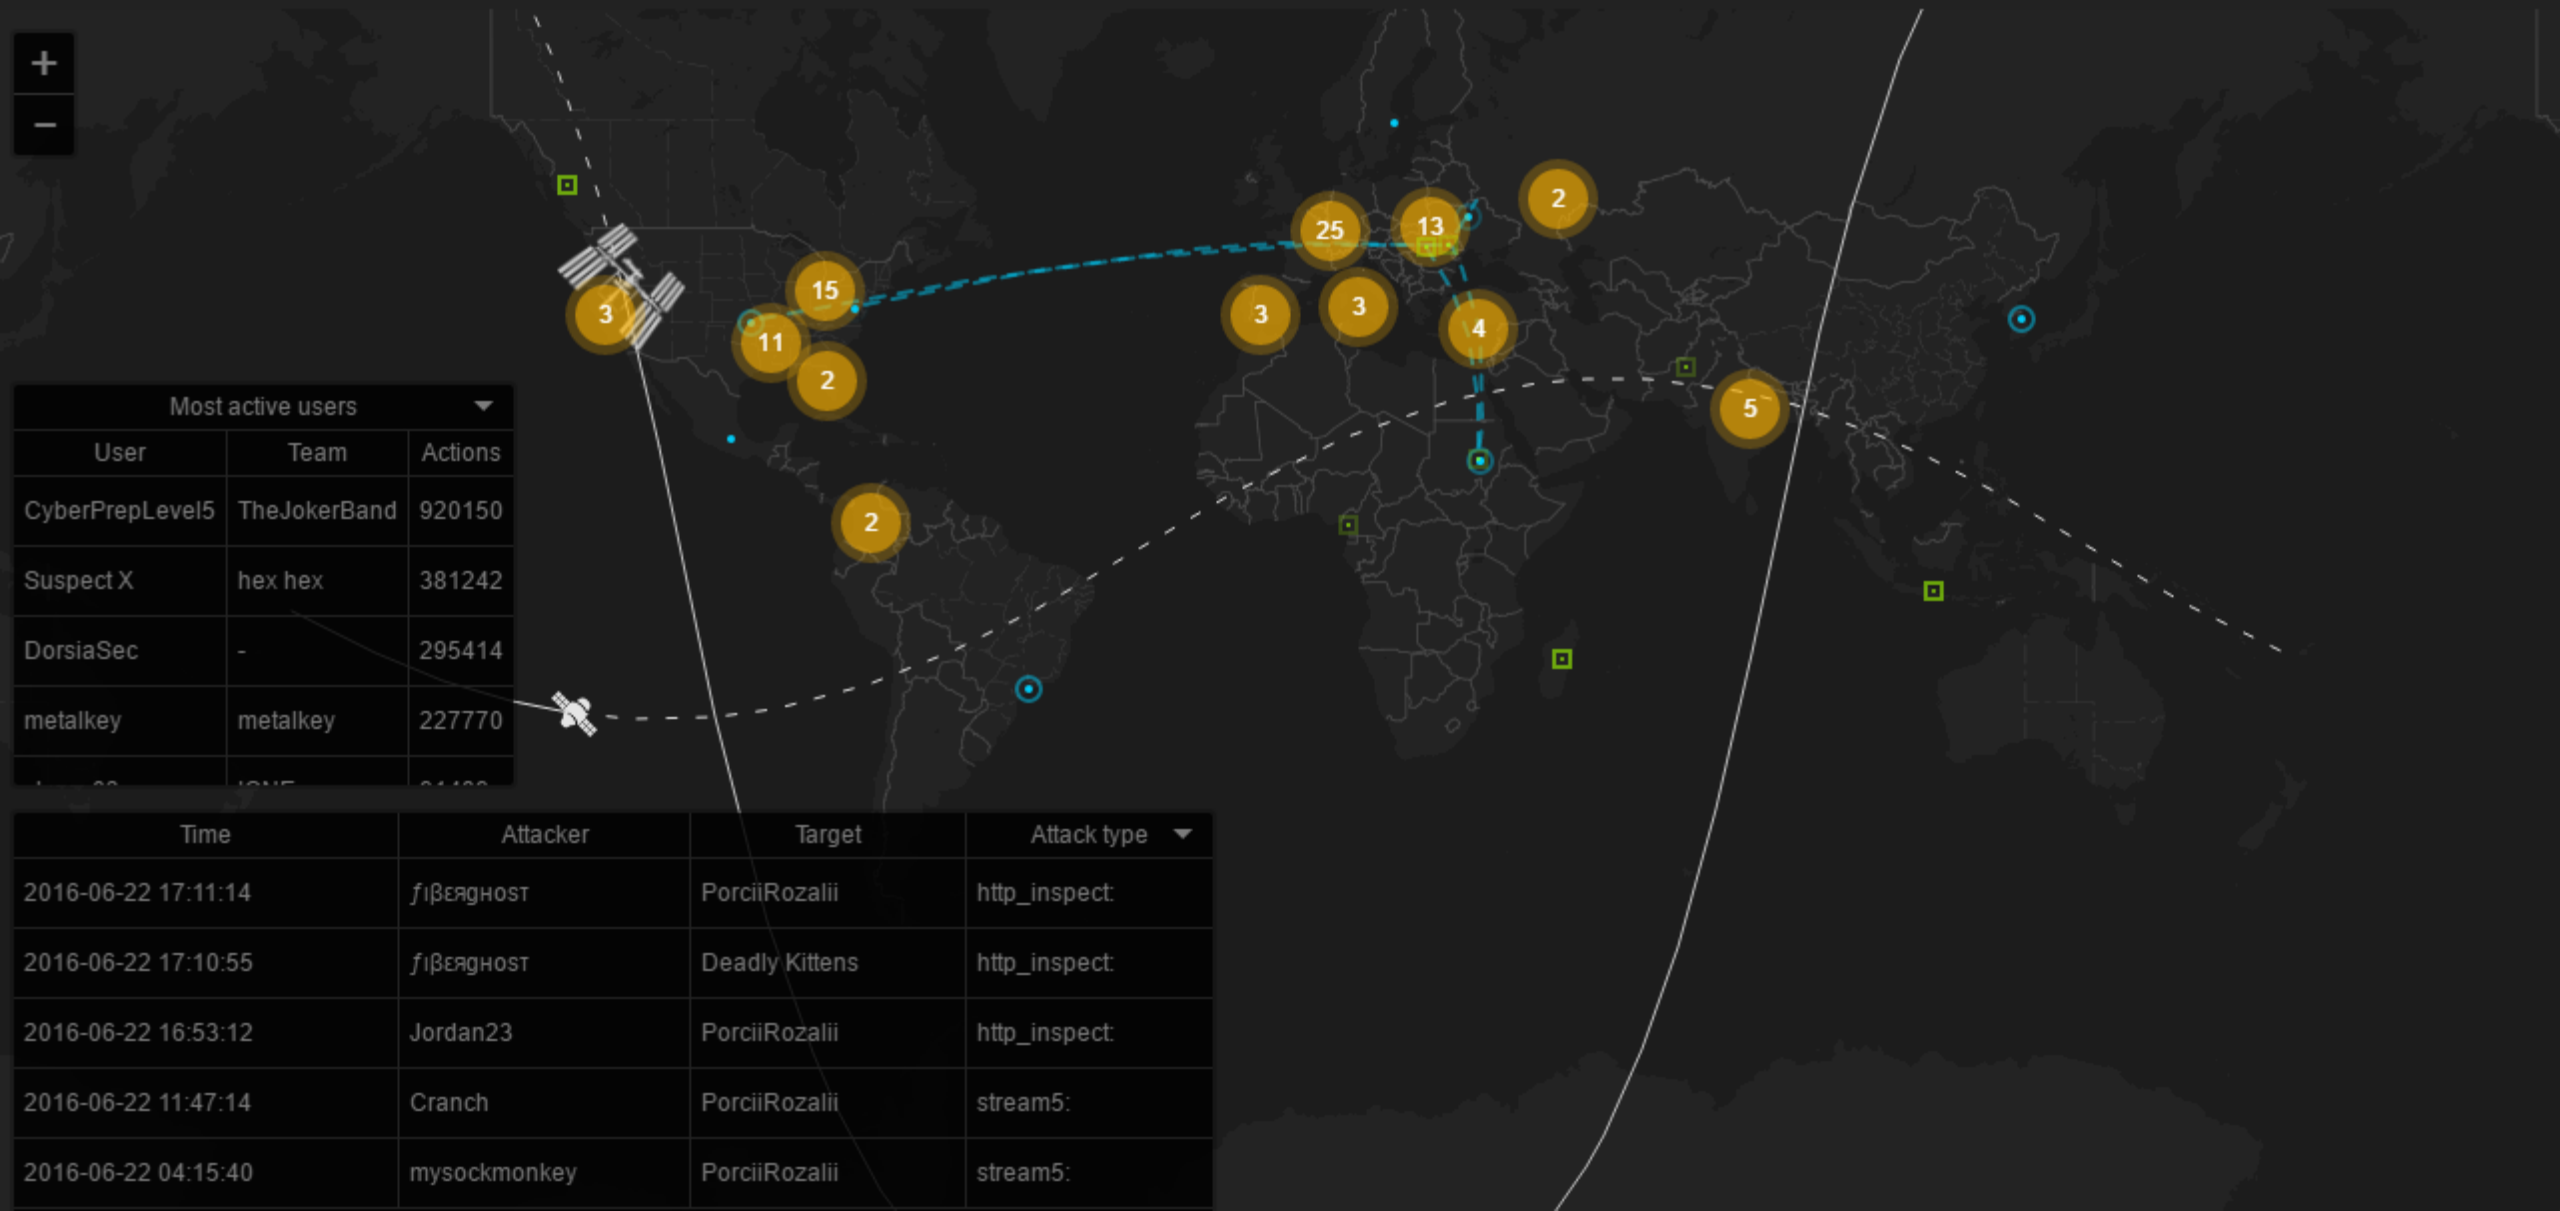 +
−
2
25
13
15
3
3
3
4
11
2
5
2
Most active users
User Team Actions
CyberPrepLevel5 TheJokerBand 920150
Suspect X hex hex 381242
DorsiaSec - 295414
metalkey metalkey 227770
Time Attacker Target Attack type
2016-06-22 17:11:14 ƒıβεяgнosт PorciiRozalii http_inspect:
2016-06-22 17:10:55 ƒıβεяgнosт Deadly Kittens http_inspect:
2016-06-22 16:53:12 Jordan23 PorciiRozalii http_inspect:
2016-06-22 11:47:14 Cranch PorciiRozalii stream5:
2016-06-22 04:15:40 mysockmonkey PorciiRozalii stream5: